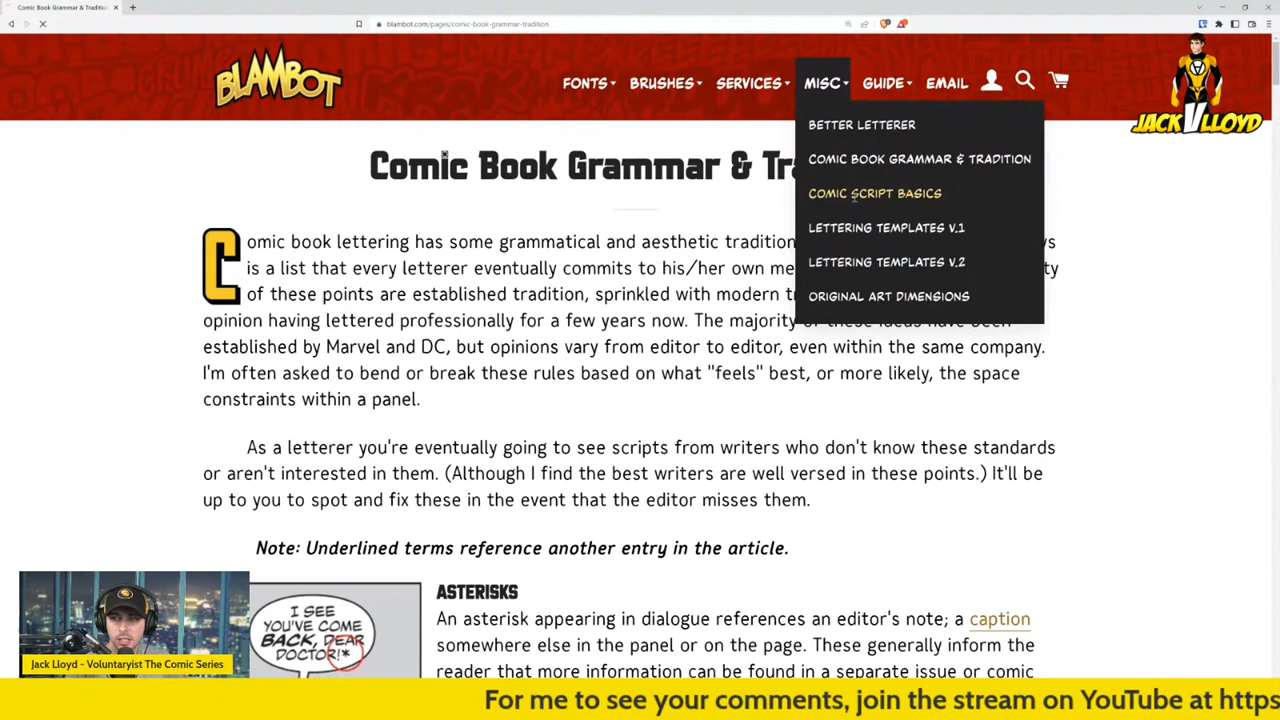 Comic Book Grammar & Tradition
blambot.com/pages/comic-book-grammar-tradition
BLAMBOT
FONTS
BRUSHES
SERVICES
MISC
GUIDE
EMAIL
JACK V LLOYD
BETTER LETTERER
COMIC BOOK GRAMMAR & TRADITION
COMIC SCRIPT BASICS
LETTERING TEMPLATES V.1
LETTERING TEMPLATES V.2
ORIGINAL ART DIMENSIONS
Comic Book Grammar & Tra
Comic book lettering has some grammatical and aesthetic tradition
is a list that every letterer eventually commits to his/her own me
of these points are established tradition, sprinkled with modern
opinion having lettered professionally for a few years now. The majority of these ideas have been
established by Marvel and DC, but opinions vary from editor to editor, even within the same company.
I'm often asked to bend or break these rules based on what "feels" best, or more likely, the space
constraints within a panel.
As a letterer you're eventually going to see scripts from writers who don't know these standards
or aren't interested in them. (Although I find the best writers are well versed in these points.) It'll be
up to you to spot and fix these in the event that the editor misses them.
Note: Underlined terms reference another entry in the article.
I SEE
YOU'VE COME
BACK, DEAR
DOCTOR!*
ASTERISKS
An asterisk appearing in dialogue references an editor's note; a caption
somewhere else in the panel or on the page. These generally inform the
reader that more information can be found in a separate issue or comic
Jack Lloyd - Voluntaryist The Comic Series
For me to see your comments, join the stream on YouTube at https